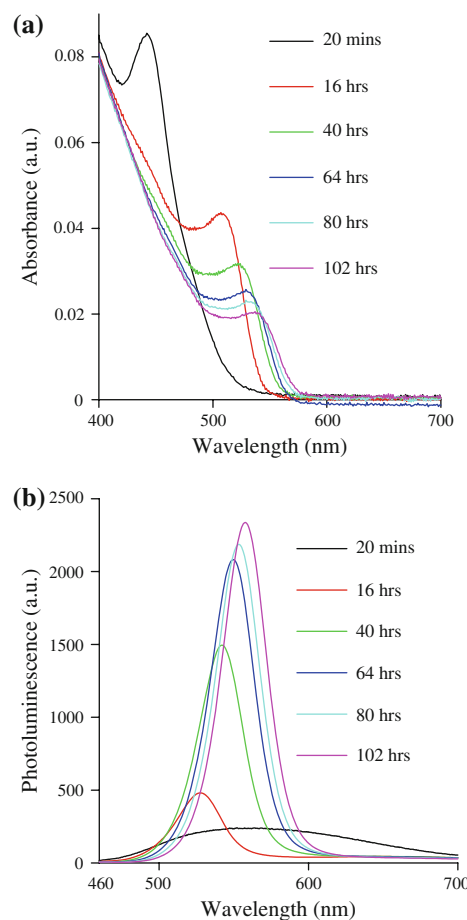 (a)
0.08
0.06
0.04
0.02
0
Absorbance (a.u.)
20 mins
16 hrs
40 hrs
64 hrs
80 hrs
102 hrs
400
500
600
700
Wavelength (nm)
(b)
2500
2000
1500
1000
500
0
Photoluminescence (a.u.)
20 mins
16 hrs
40 hrs
64 hrs
80 hrs
102 hrs
460
500
600
700
Wavelength (nm)